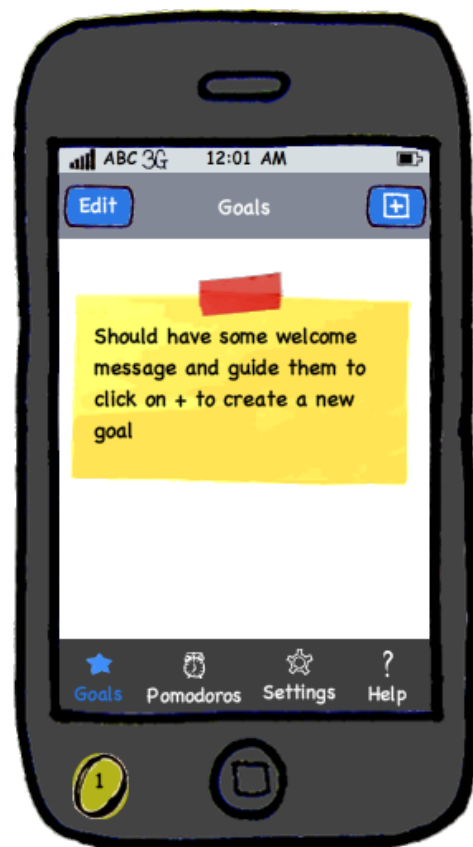 ABC 3G 12:01 AM
Edit Goals +
Should have some welcome
message and guide them to
click on + to create a new
goal
Goals Pomodoros Settings ? Help
1